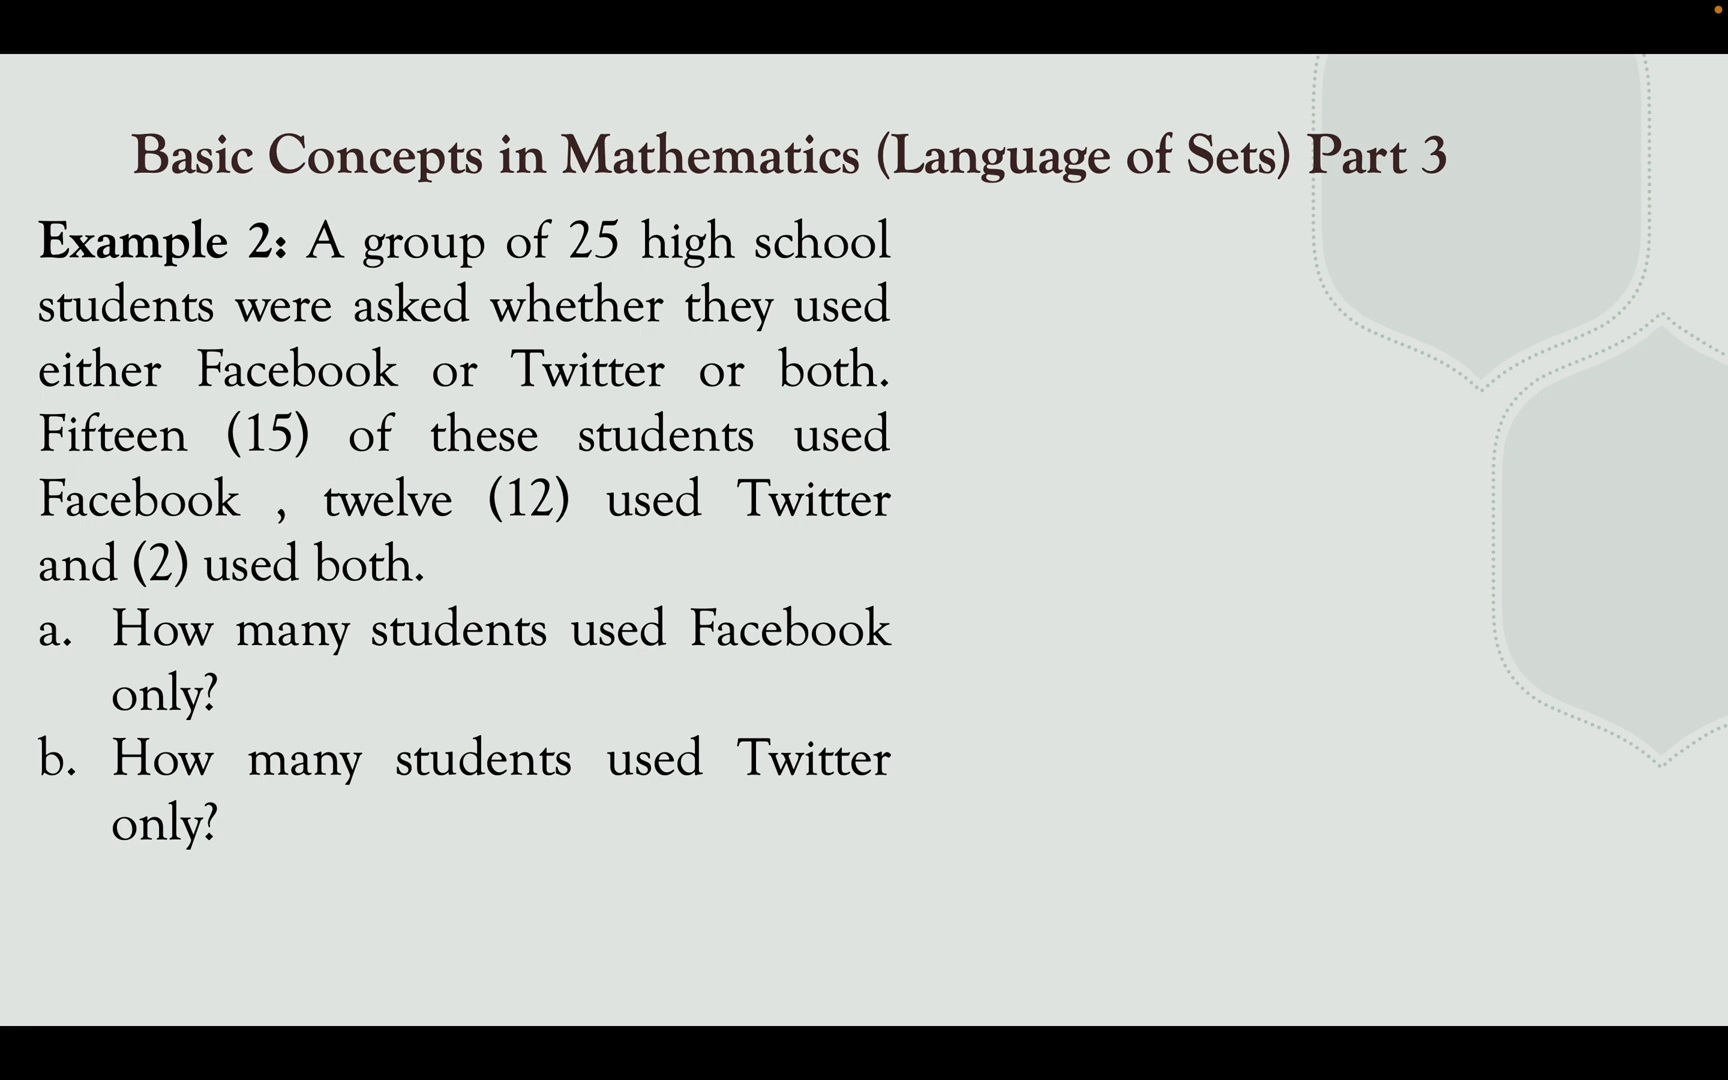 Basic Concepts in Mathematics (Language of Sets) Part 3
Example 2: A group of 25 high school
students were asked whether they used
either Facebook or Twitter or both.
Fifteen (15) of these students used
Facebook , twelve (12) used Twitter
and (2) used both.
a. How many students used Facebook
only?
b. How many students used Twitter
only?